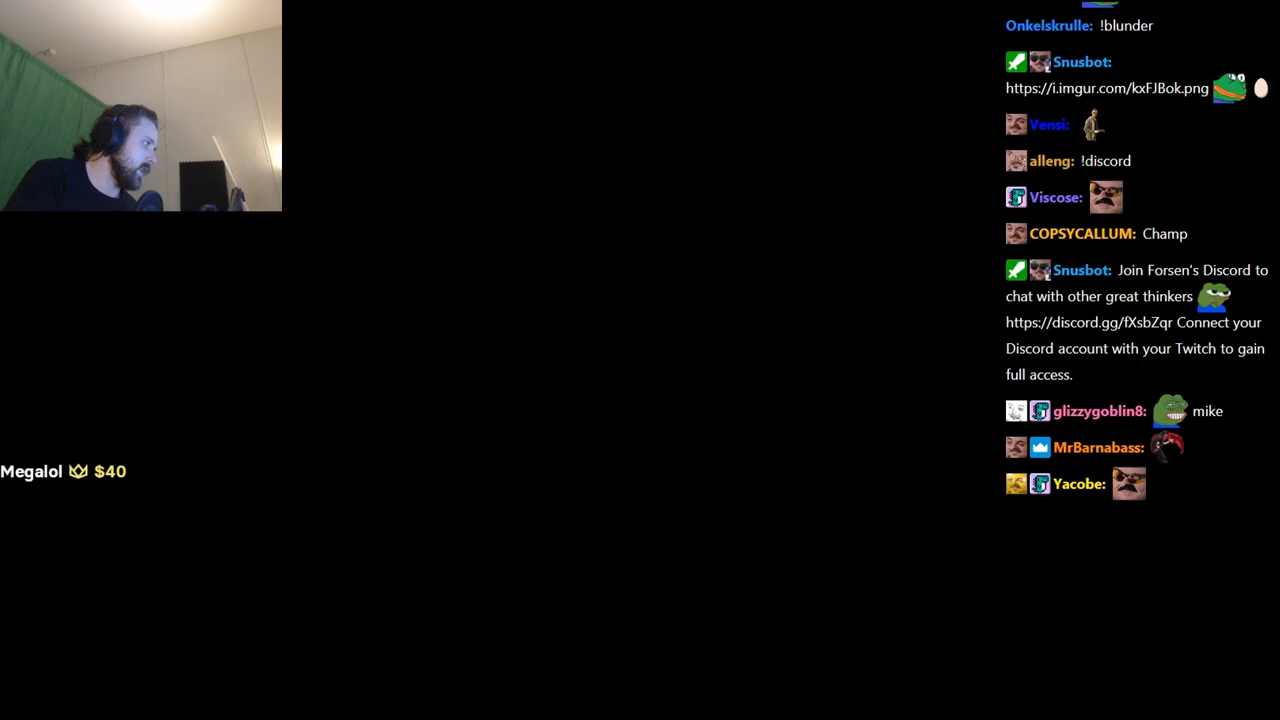 Onkelskrulle: !blunder
Snusbot:
https://i.imgur.com/kxFJBok.png
Vensi:
alleng: !discord
Viscose:
COPSYCALLUM: Champ
Snusbot: Join Forsen's Discord to
chat with other great thinkers
https://discord.gg/fXsbZqr Connect your
Discord account with your Twitch to gain
full access.
glizzygoblin8: mike
MrBarnabass:
Megalol $40
Yacobe: